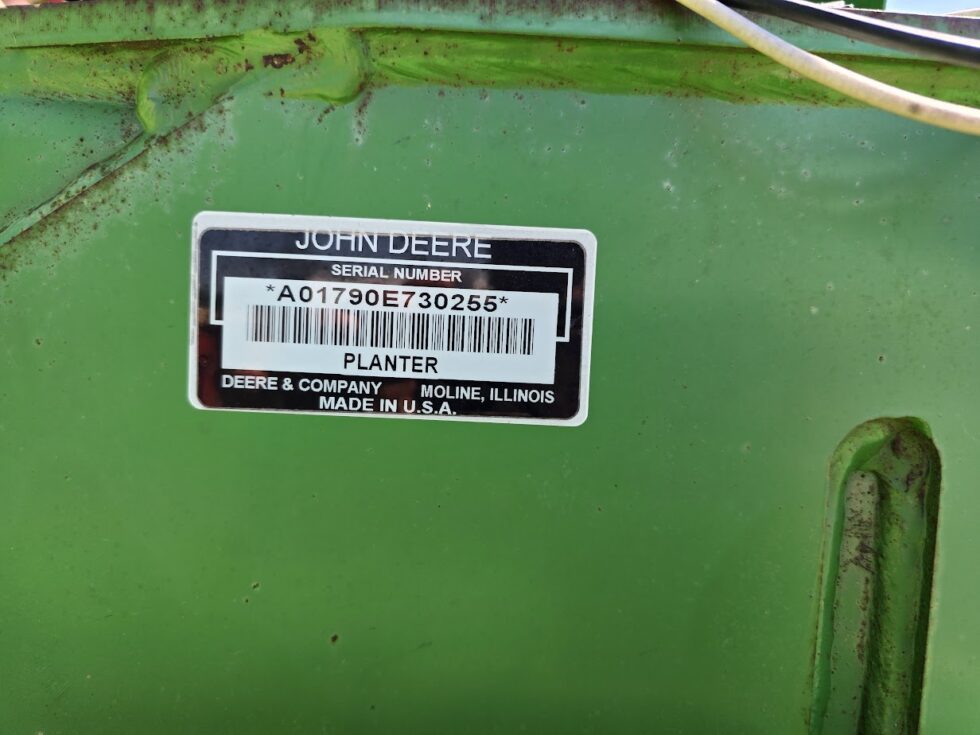 JOHN DEERE
SERIAL NUMBER
*A01790E730255*
PLANTER
DEERE & COMPANY MOLINE, ILLINOIS
MADE IN U.S.A.